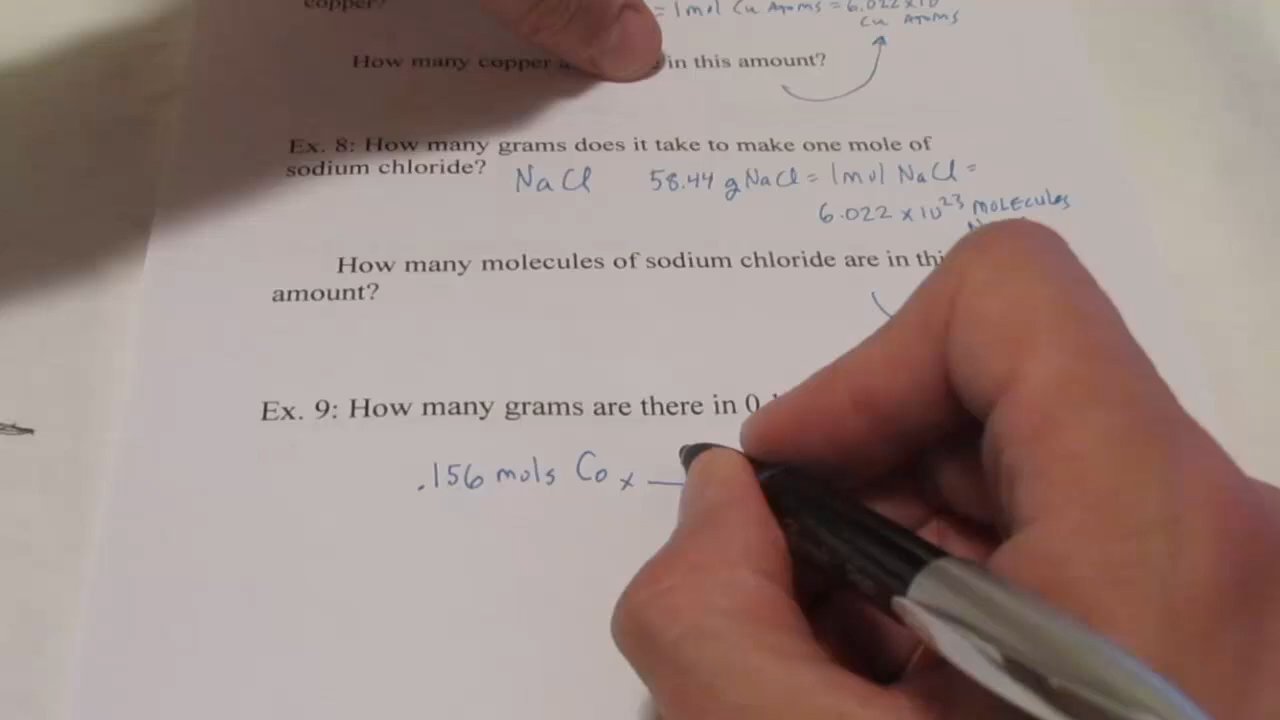 copper?
= 1 mol Cu Atoms = 6.022 x 10
Cu Atoms
How many copper in this amount?
Ex. 8: How many grams does it take to make one mole of
sodium chloride? NaCl 58.44 g NaCl = 1 mol NaCl =
6.022 x 10²³ MOLECULES
How many molecules of sodium chloride are in
amount?
Ex. 9: How many grams are there in
.156 mols Co x